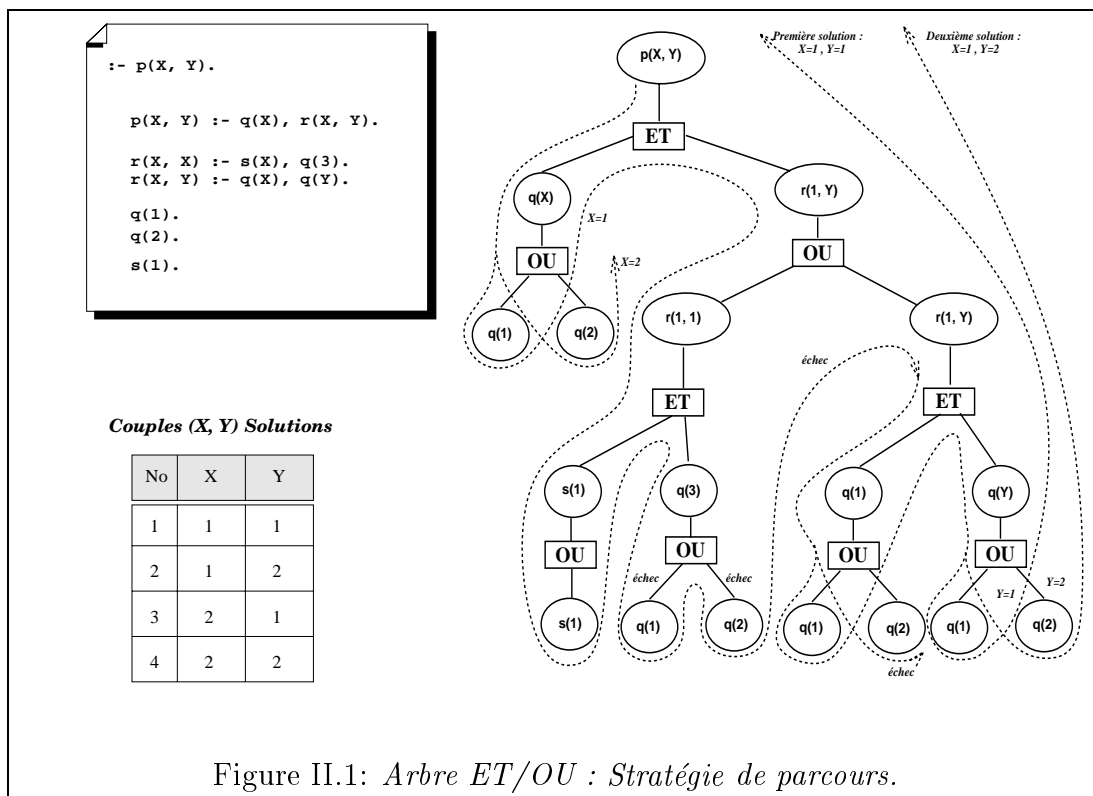 :- p(X, Y).
p(X, Y) :- q(X), r(X, Y).
r(X, X) :- s(X), q(3).
r(X, Y) :- q(X), q(Y).
q(1).
q(2).
s(1).
Couples (X, Y) Solutions
No X Y
1 1 1
2 1 2
3 2 1
4 2 2
Première solution :
X=1 , Y=1
Deuxième solution :
X=1 , Y=2
p(X, Y)
ET
q(X)
r(1, Y)
X=1
OU
OU
X=2
q(1)
q(2)
r(1, 1)
r(1, Y)
échec
ET
ET
s(1)
q(3)
q(1)
q(Y)
OU
OU
OU
OU
échec
échec
Y=1
Y=2
s(1)
q(1)
q(2)
q(1)
q(2)
q(1)
q(2)
échec
Figure II.1: Arbre ET/OU : Stratégie de parcours.